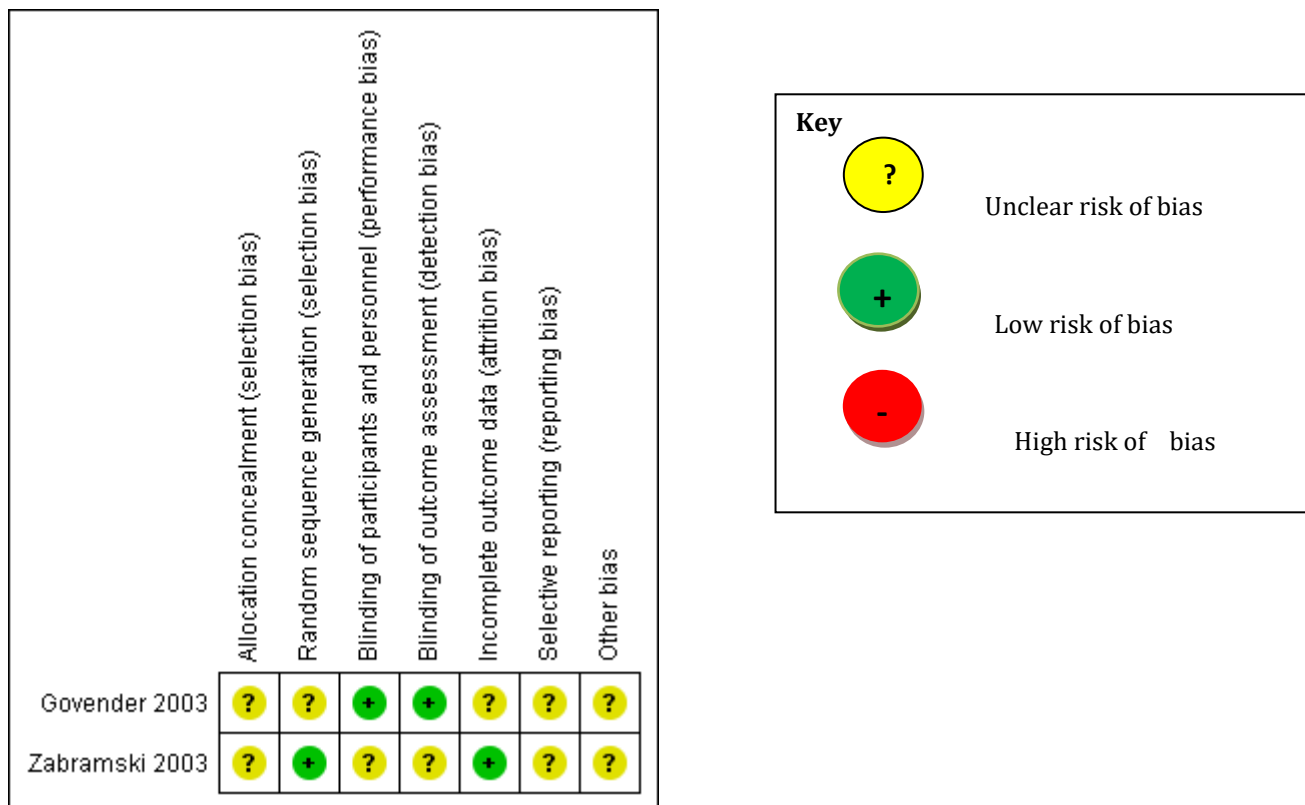 Allocation concealment (selection bias)
Random sequence generation (selection bias)
Blinding of participants and personnel (performance bias)
Blinding of outcome assessment (detection bias)
Incomplete outcome data (attrition bias)
Selective reporting (reporting bias)
Other bias
Govender 2003 ? ? + + ? ? ?
Zabramski 2003 ? + ? ? + ? ?
Key
?
Unclear risk of bias
+
Low risk of bias
-
High risk of bias